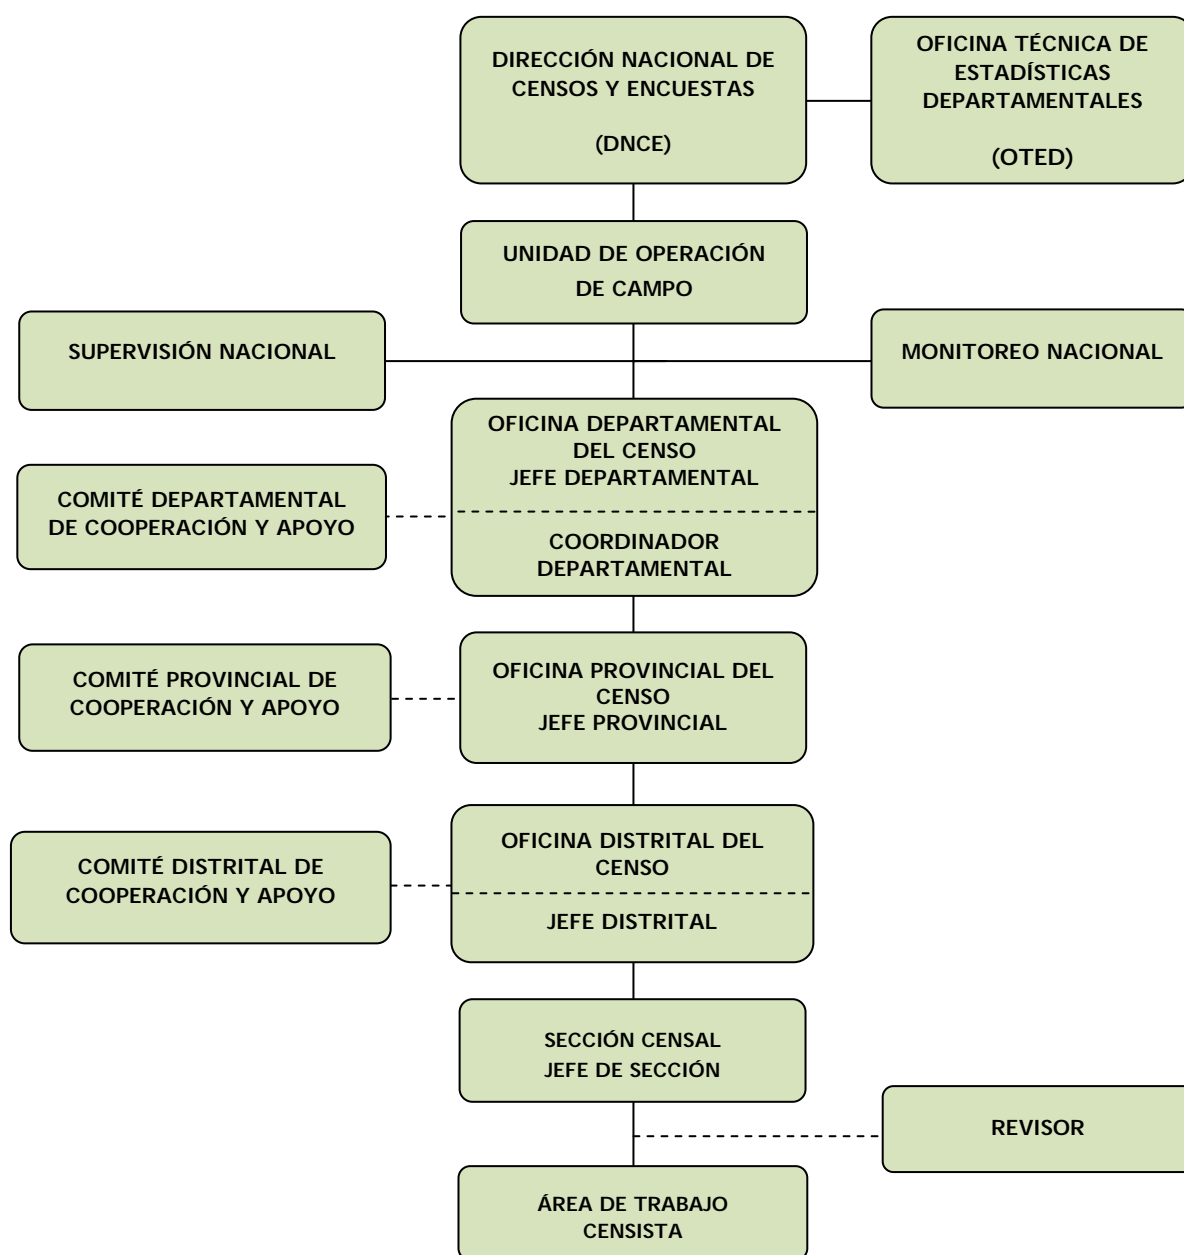 DIRECCIÓN NACIONAL DE
CENSOS Y ENCUESTAS
(DNCE)
OFICINA TÉCNICA DE
ESTADÍSTICAS
DEPARTAMENTALES
(OTED)
UNIDAD DE OPERACIÓN
DE CAMPO
SUPERVISIÓN NACIONAL
MONITOREO NACIONAL
OFICINA DEPARTAMENTAL
DEL CENSO
JEFE DEPARTAMENTAL
COORDINADOR
DEPARTAMENTAL
COMITÉ DEPARTAMENTAL
DE COOPERACIÓN Y APOYO
OFICINA PROVINCIAL DEL
CENSO
JEFE PROVINCIAL
COMITÉ PROVINCIAL DE
COOPERACIÓN Y APOYO
OFICINA DISTRITAL DEL
CENSO
JEFE DISTRITAL
COMITÉ DISTRITAL DE
COOPERACIÓN Y APOYO
SECCIÓN CENSAL
JEFE DE SECCIÓN
REVISOR
ÁREA DE TRABAJO
CENSISTA